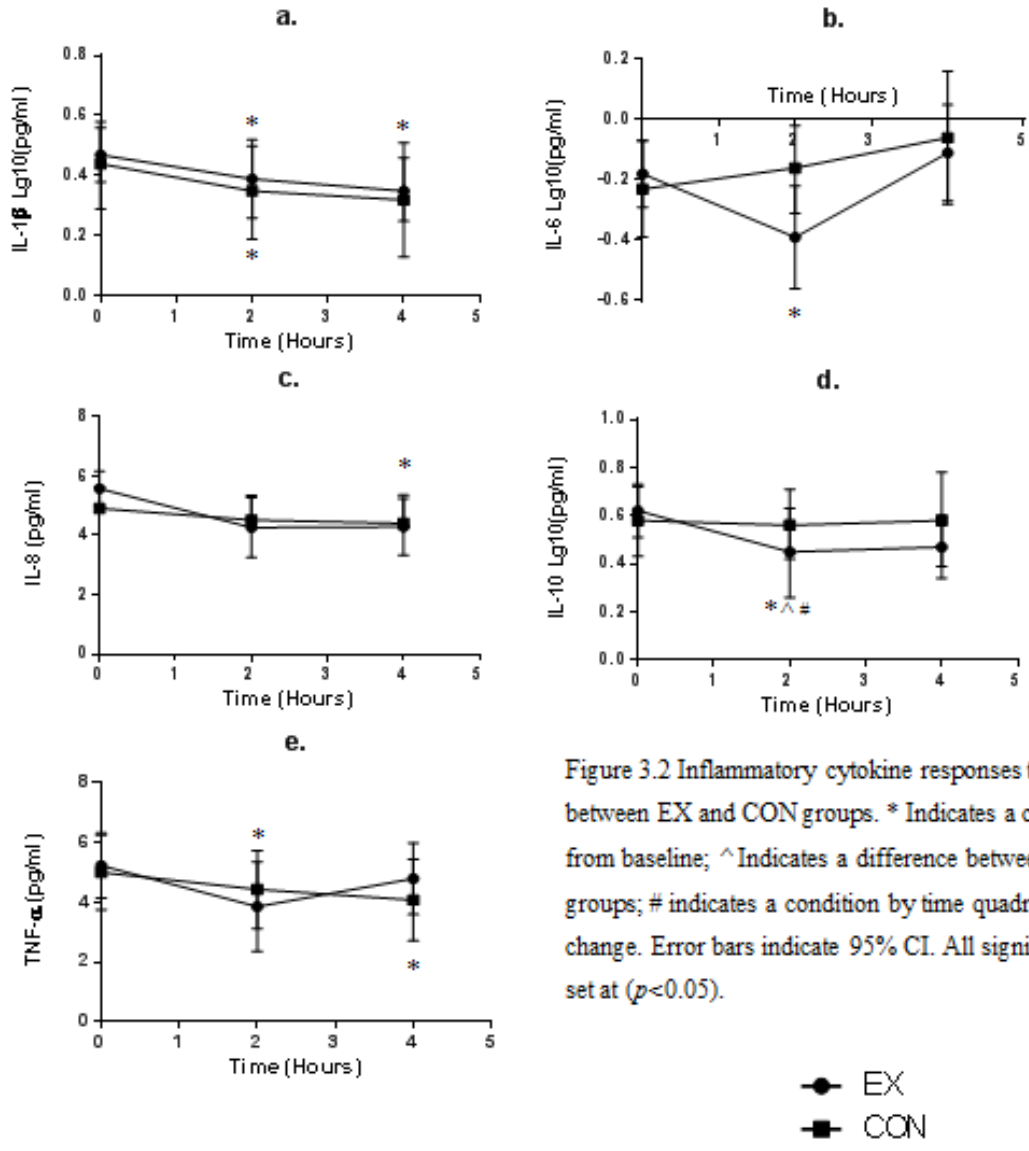 a.
0.8
0.6
0.4
0.2
0.0
IL-1β Lg10(pg/ml)
* *
*
0 1 2 3 4 5
Time (Hours)
b.
0.2
0.0
-0.2
-0.4
-0.6
IL-6 Lg10(pg/ml)
Time (Hours)
1 2 3 4 5
*
c.
8
6
4
2
0
IL-8 (pg/ml)
*
0 1 2 3 4 5
Time (Hours)
d.
1.0
0.8
0.6
0.4
0.2
0.0
IL-10 Lg10(pg/ml)
*^#
0 1 2 3 4 5
Time (Hours)
e.
8
6
4
2
0
TNF-α (pg/ml)
*
*
0 1 2 3 4 5
Time (Hours)
Figure 3.2 Inflammatory cytokine responses
between EX and CON groups. * Indicates a
from baseline; ^Indicates a difference
groups; # indicates a condition by time
change. Error bars indicate 95% CI. All
set at (p<0.05).
EX
CON